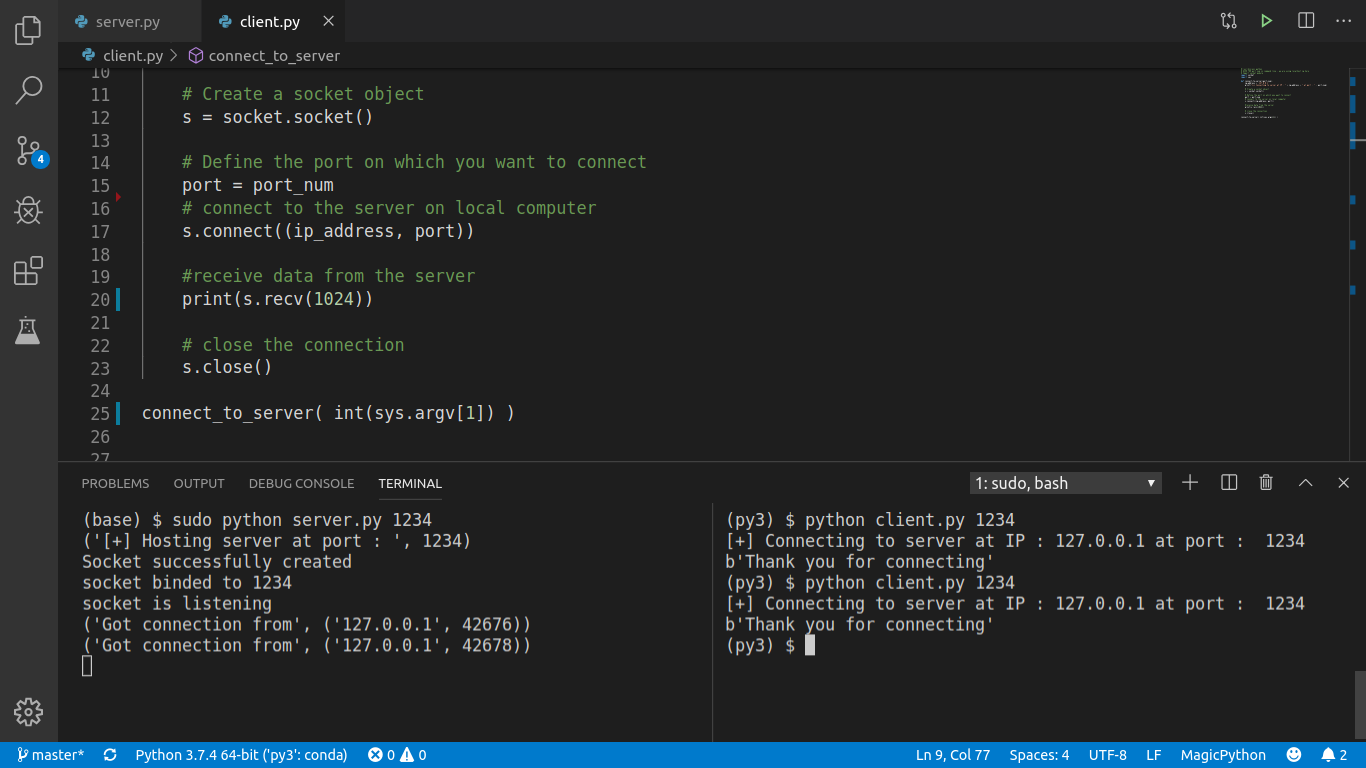 server.py
client.py
client.py > connect_to_server
10
11 # Create a socket object
12 s = socket.socket()
13
14 # Define the port on which you want to connect
15 port = port_num
16 # connect to the server on local computer
17 s.connect((ip_address, port))
18
19 #receive data from the server
20 print(s.recv(1024))
21
22 # close the connection
23 s.close()
24
25 connect_to_server( int(sys.argv[1]) )
26
27
4
PROBLEMS OUTPUT DEBUG CONSOLE TERMINAL
1: sudo, bash
(base) $ sudo python server.py 1234
('[+] Hosting server at port : ', 1234)
Socket successfully created
socket binded to 1234
socket is listening
('Got connection from', ('127.0.0.1', 42676))
('Got connection from', ('127.0.0.1', 42678))
(py3) $ python client.py 1234
[+] Connecting to server at IP : 127.0.0.1 at port :  1234
b'Thank you for connecting'
(py3) $ python client.py 1234
[+] Connecting to server at IP : 127.0.0.1 at port :  1234
b'Thank you for connecting'
(py3) $
master* Python 3.7.4 64-bit ('py3': conda) 0 0 Ln 9, Col 77 Spaces: 4 UTF-8 LF MagicPython 2